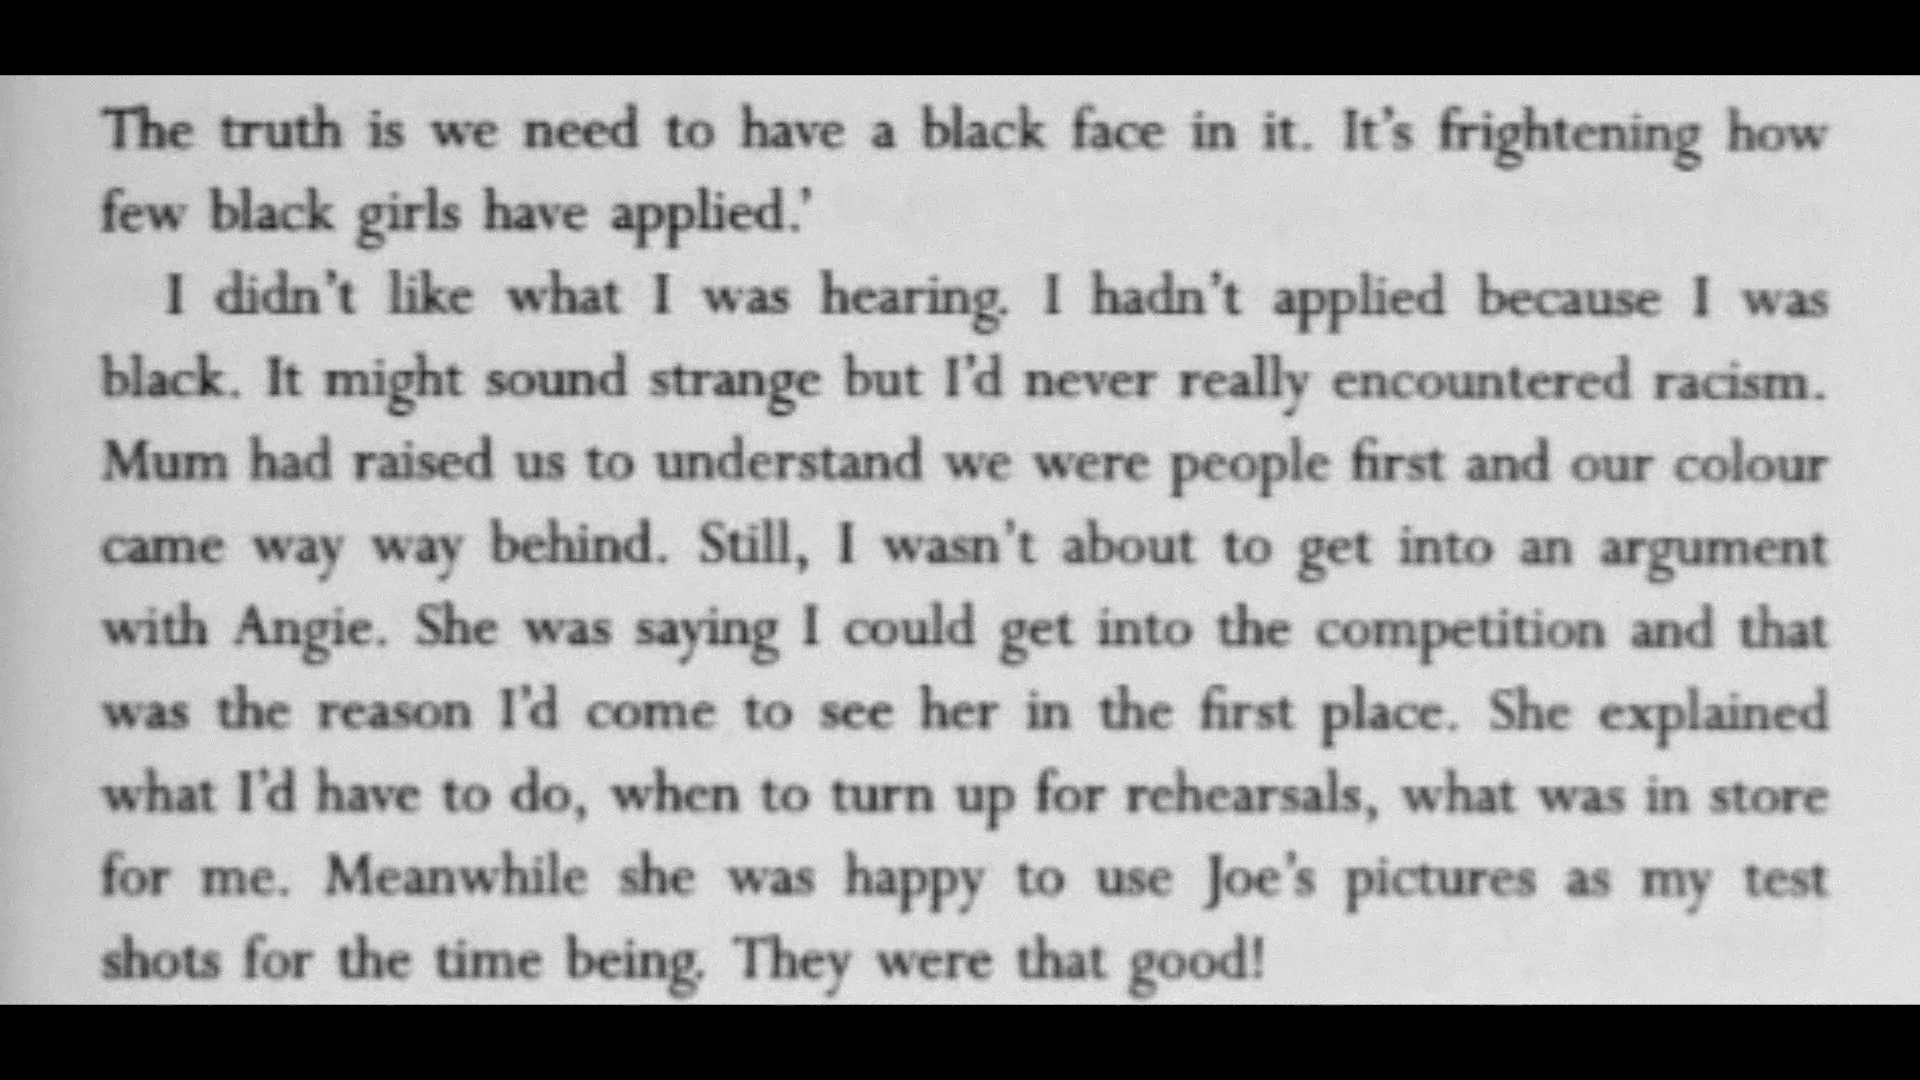 The truth is we need to have a black face in it. It's frightening how
few black girls have applied.'
I didn't like what I was hearing. I hadn't applied because I was
black. It might sound strange but I'd never really encountered racism.
Mum had raised us to understand we were people first and our colour
came way way behind. Still, I wasn't about to get into an argument
with Angie. She was saying I could get into the competition and that
was the reason I'd come to see her in the first place. She explained
what I'd have to do, when to turn up for rehearsals, what was in store
for me. Meanwhile she was happy to use Joe's pictures as my test
shots for the time being. They were that good!